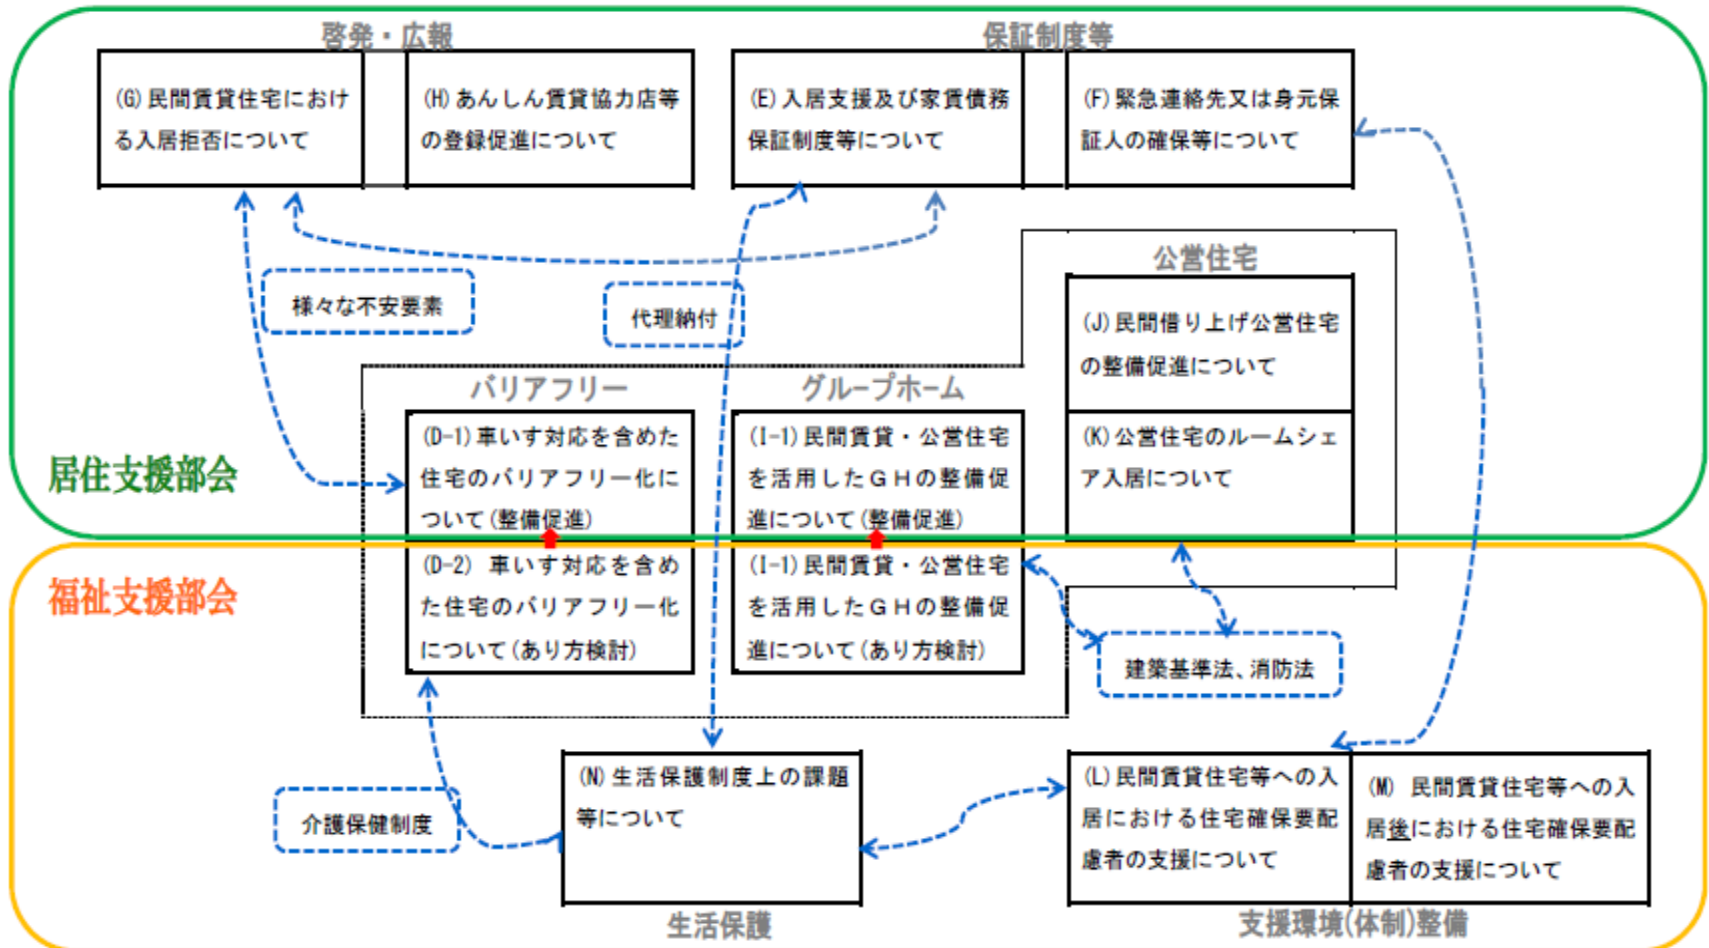 啓発・広報
保証制度等
(G)民間賃貸住宅におけ
る入居拒否について
(H)あんしん賃貸協力店等
の登録促進について
(E)入居支援及び家賃債務
保証制度等について
(F)緊急連絡先又は身元保
証人の確保等について
様々な不安要素
代理納付
公営住宅
(J)民間借り上げ公営住宅
の整備促進について
(K)公営住宅のルームシェ
ア入居について
バリアフリー
グループホーム
(D-1)車いす対応を含めた
住宅のバリアフリー化に
ついて(整備促進)
(I-1)民間賃貸・公営住宅
を活用したGHの整備促
進について(整備促進)
居住支援部会
福祉支援部会
(D-2) 車いす対応を含め
た住宅のバリアフリー化
について(あり方検討)
(I-1)民間賃貸・公営住宅
を活用したGHの整備促
進について(あり方検討)
建築基準法、消防法
介護保健制度
(N)生活保護制度上の課題
等について
(L)民間賃貸住宅等への入
居における住宅確保要配
慮者の支援について
(M) 民間賃貸住宅等への入
居後における住宅確保要配
慮者の支援について
生活保護
支援環境(体制)整備